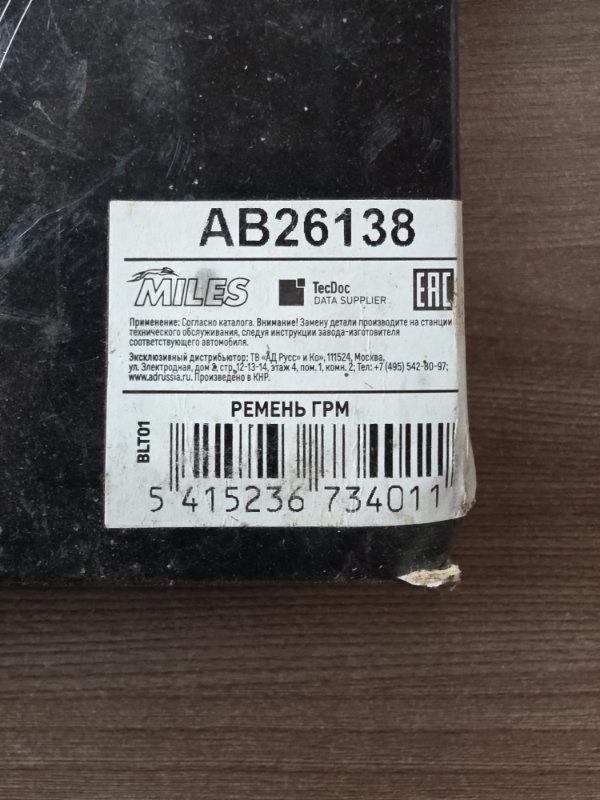 AB26138
MILES
TecDoc
DATA SUPPLIER
EAC
Применение: Согласно каталога. Внимание! Замену детали производите на станции
технического обслуживания, следуя инструкции завода-изготовителя
соответствующего автомобиля.
Эксклюзивный дистрибьютор: ТВ «АД Русс» и Ко», 111524, Москва,
ул. Электродная, дом 2, стр. 12-13-14, этаж 4, пом. 1, комн. 2; Тел: +7 (495) 542-80-97;
www.adrussia.ru. Произведено в КНР.
РЕМЕНЬ ГРМ
BLT01
5 415236 734011